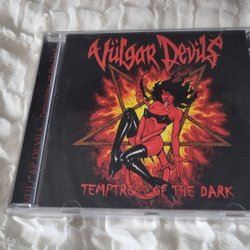 Vülgar Devils
TEMPTRESS OF THE DARK